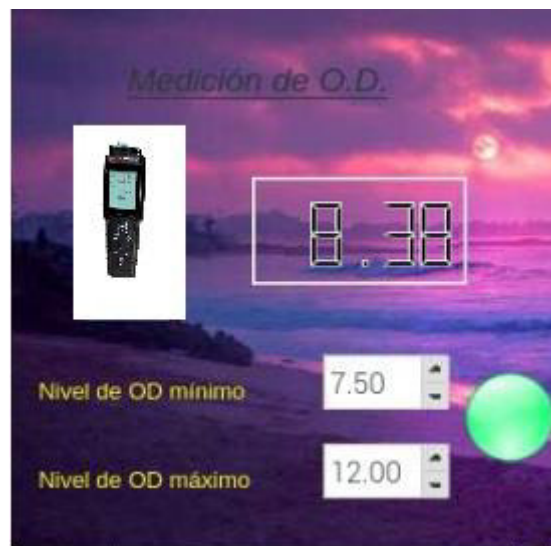 Medición de O.D.
8.38
Nivel de OD mínimo
7.50
Nivel de OD máximo
12.00